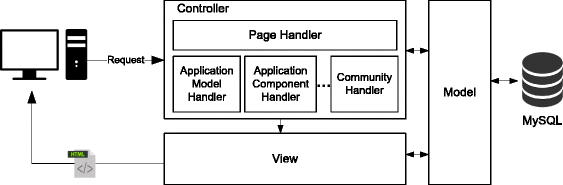 Controller
Page Handler
Request
Application
Model
Handler
Application
Component
Handler
...
Community
Handler
Model
MySQL
HTML
</>
View